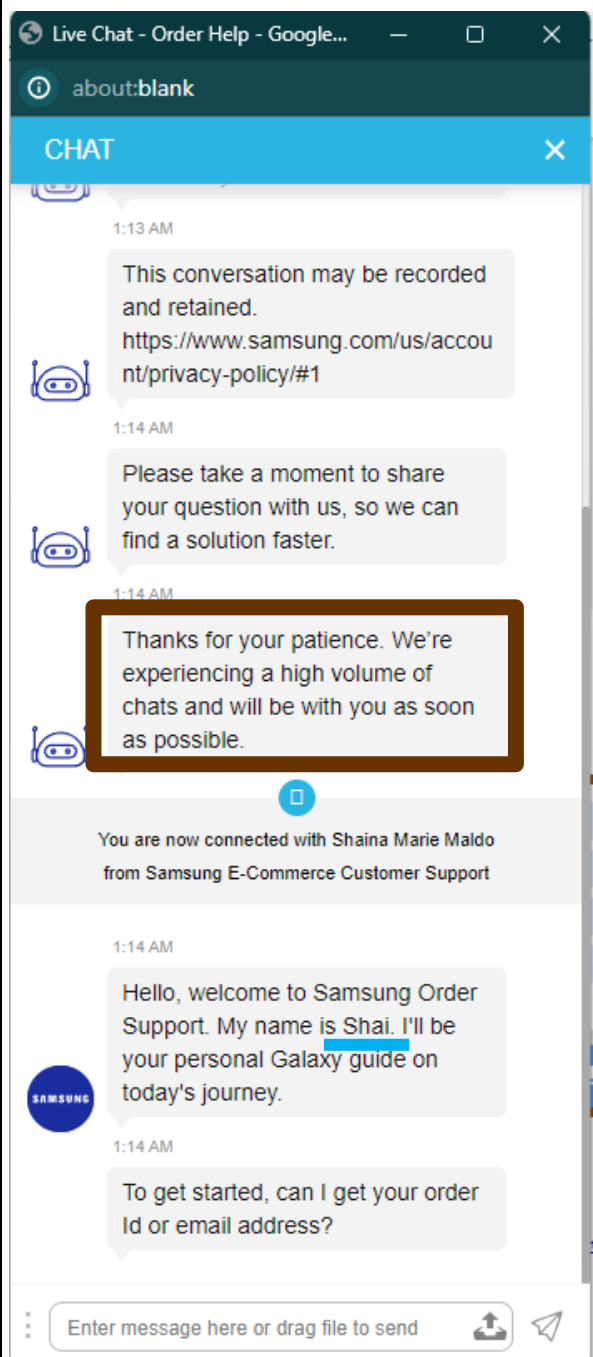 Live Chat - Order Help - Google...
about:blank
CHAT
1:13 AM
This conversation may be recorded
and retained.
https://www.samsung.com/us/accou
nt/privacy-policy/#1
1:14 AM
Please take a moment to share
your question with us, so we can
find a solution faster.
1:14 AM
Thanks for your patience. We’re
experiencing a high volume of
chats and will be with you as soon
as possible.
You are now connected with Shaina Marie Maldo
from Samsung E-Commerce Customer Support
1:14 AM
Hello, welcome to Samsung Order
Support. My name is Shai. I'll be
your personal Galaxy guide on
today's journey.
SAMSUNG
1:14 AM
To get started, can I get your order
Id or email address?
Enter message here or drag file to send